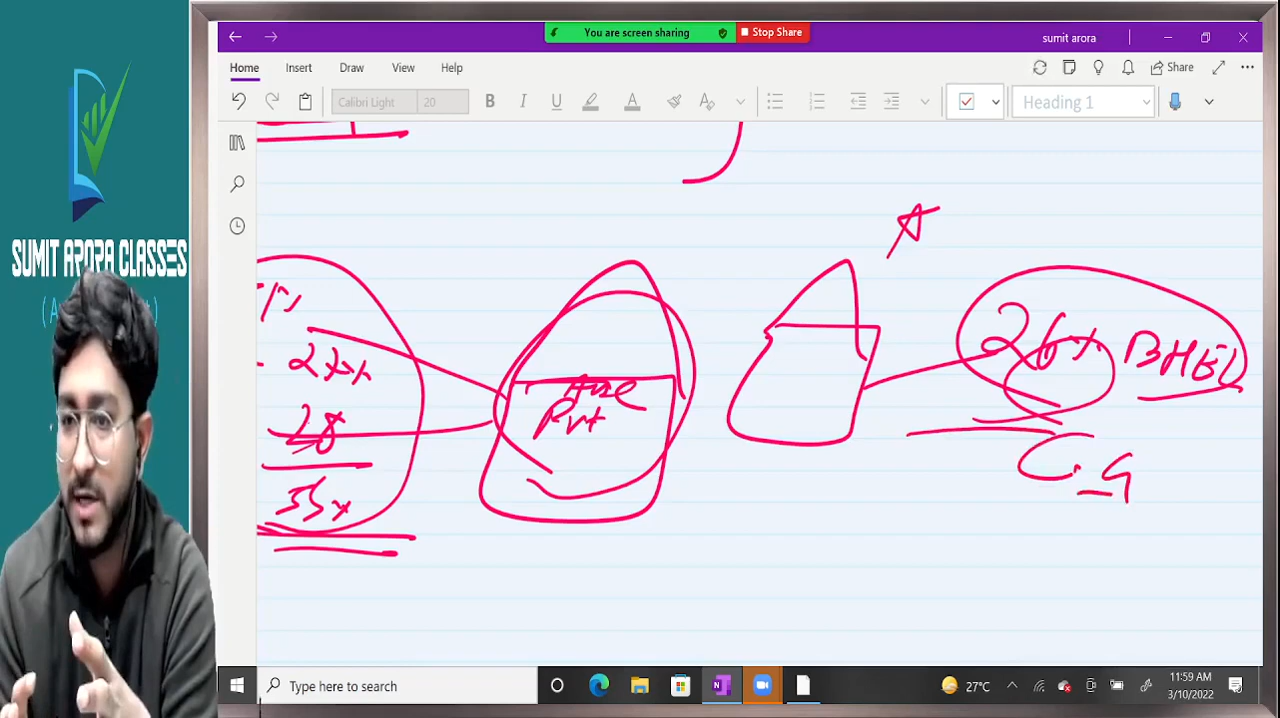 You are screen sharing
Stop Share
sumit arora
Home
Insert
Draw
View
Help
Share
Calibri Light
20
B
I
U
A
Heading 1
SUMIT ARORA CLASSES
27%
28
55%
Pvt
26% BHEL
C.G
Type here to search
27°C
11:59 AM
3/10/2022